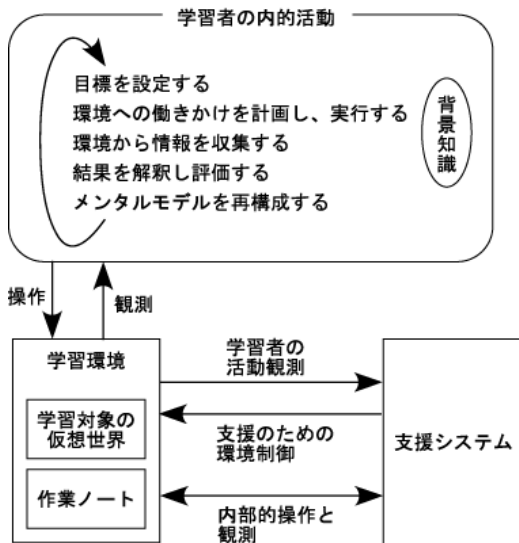 学習者の内的活動
目標を設定する
環境への働きかけを計画し、実行する
環境から情報を収集する
結果を解釈し評価する
メンタルモデルを再構成する
背景知識
操作
観測
学習環境
学習対象の
仮想世界
作業ノート
学習者の
活動観測
支援のための
環境制御
内部的操作と
観測
支援システム